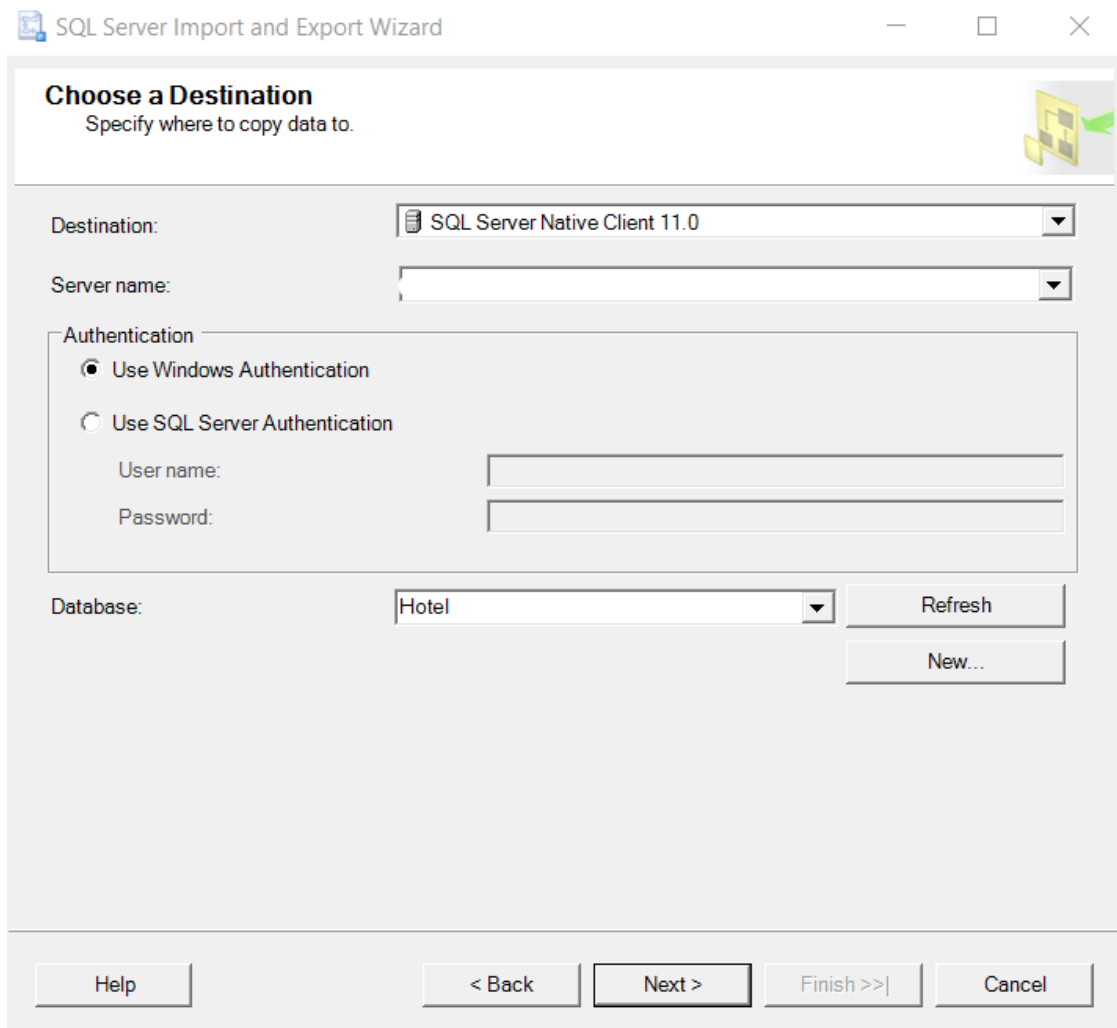 SQL Server Import and Export Wizard
Choose a Destination
Specify where to copy data to.
Destination: SQL Server Native Client 11.0
Server name:
Authentication
Use Windows Authentication
Use SQL Server Authentication
User name:
Password:
Database: Hotel Refresh
New...
Help < Back Next > Finish >>| Cancel